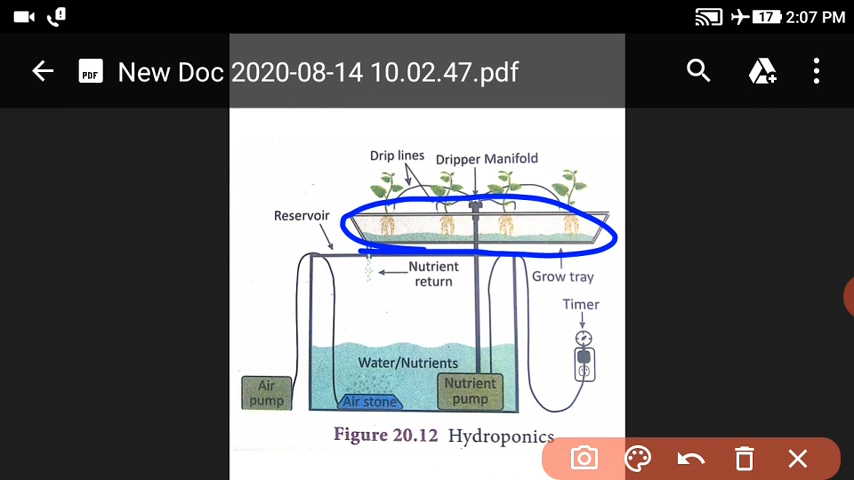 17 2:07 PM
PDF New Doc 2020-08-14 10.02.47.pdf
Drip lines Dripper Manifold
Reservoir
Nutrient
return
Grow tray
Timer
Water/Nutrients
Air
pump
Air stone
Nutrient
pump
Figure 20.12 Hydroponics